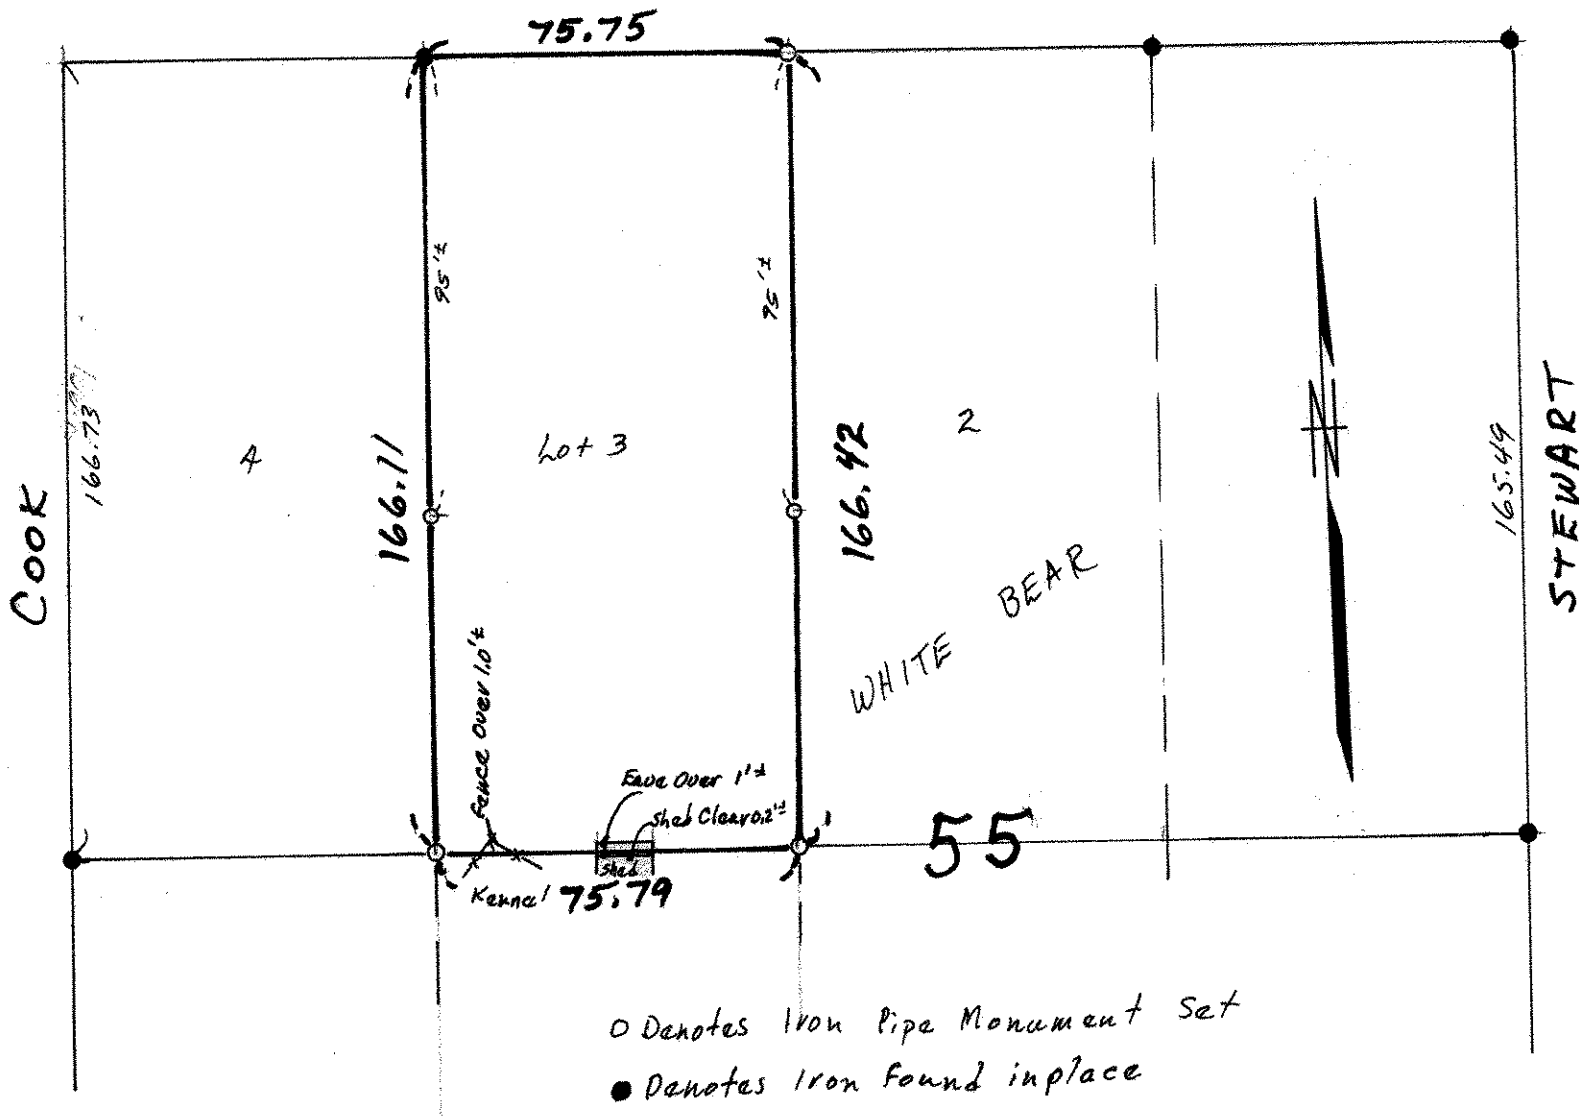 75.75
95'±
95'±
COOK
166.73
4
166.11
Lot 3
166.42
2
WHITE BEAR
N
165.49
STEWART
Fence Over 1.0'±
Eave Over 1'±
Shed Clear 0.2'±
Shed
Kennel
75.79
55
O Denotes Iron Pipe Monument Set
● Denotes Iron Found inplace